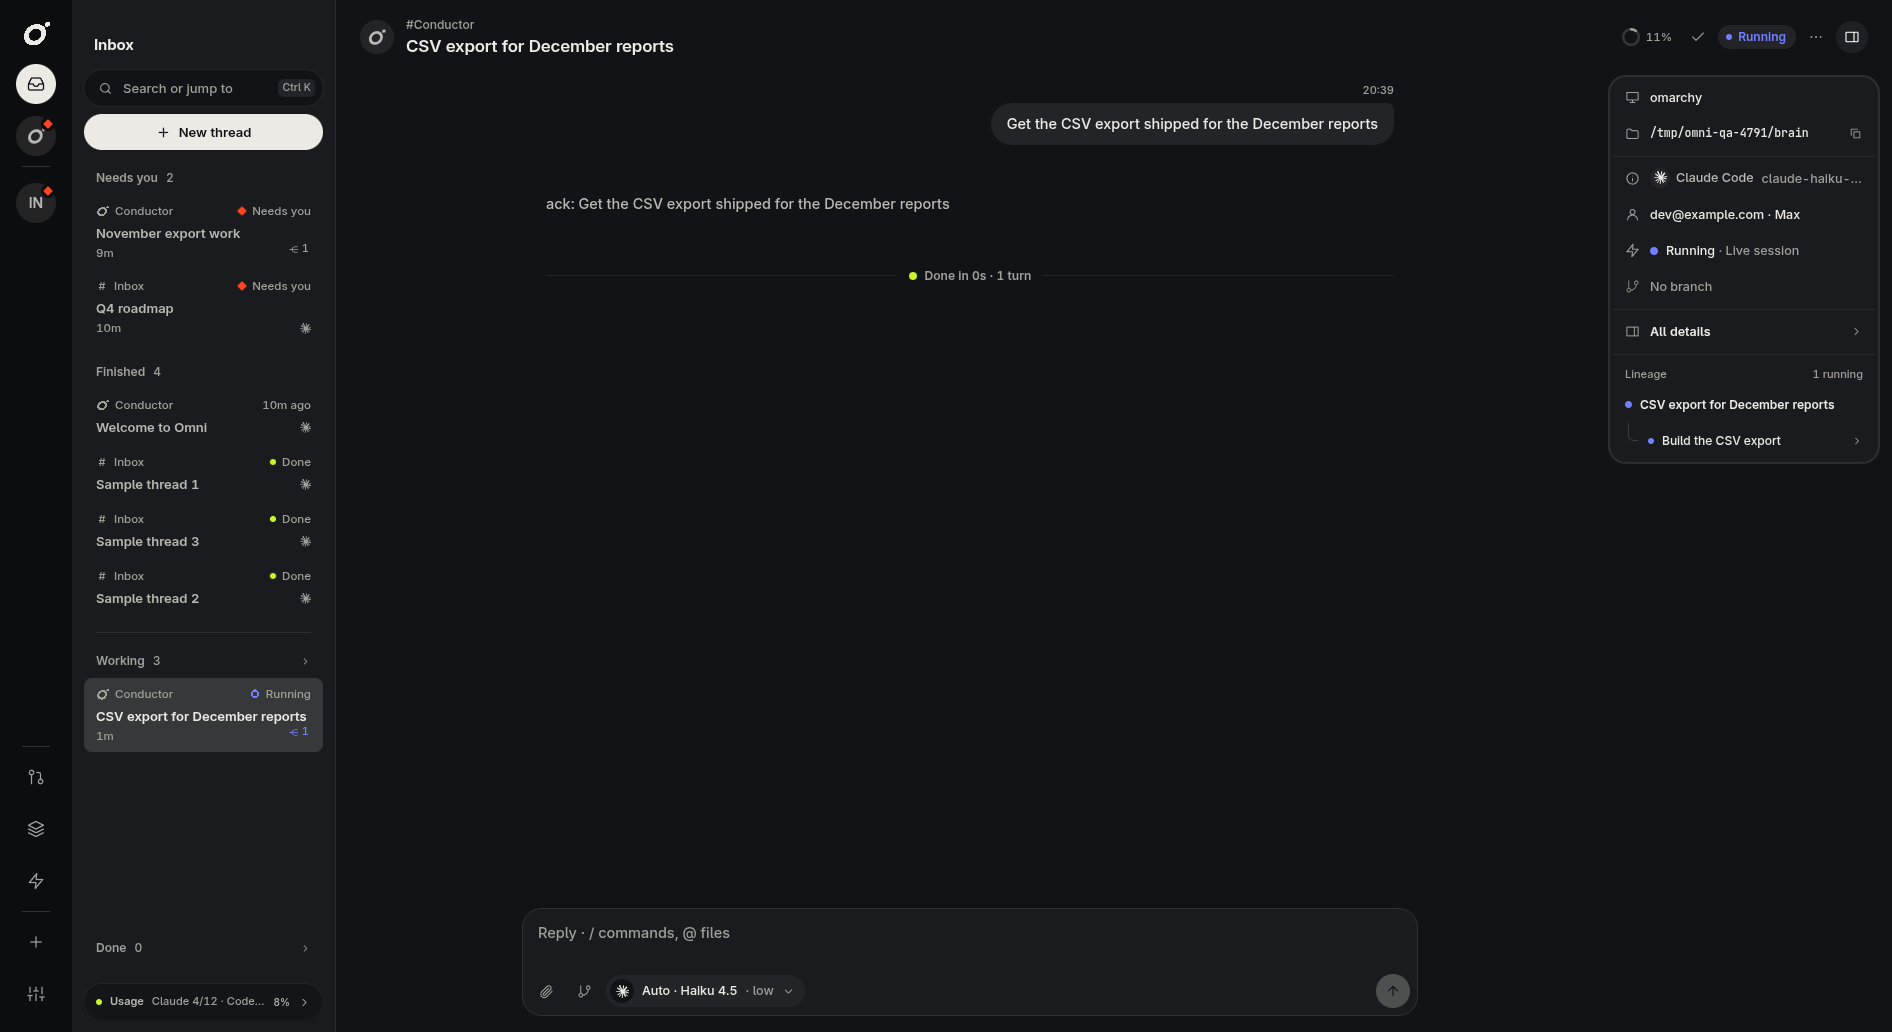 Inbox
Search or jump to
Ctrl K
New thread
Needs you 2
Conductor
Needs you
November export work
9m
1
# Inbox
Needs you
Q4 roadmap
10m
Finished 4
Conductor
10m ago
Welcome to Omni
# Inbox
Done
Sample thread 1
# Inbox
Done
Sample thread 3
# Inbox
Done
Sample thread 2
Working 3
Conductor
Running
CSV export for December reports
1m
1
Done 0
Usage Claude 4/12 · Code... 8%
IN
#Conductor
CSV export for December reports
11%
Running
20:39
Get the CSV export shipped for the December reports
ack: Get the CSV export shipped for the December reports
Done in 0s · 1 turn
Reply · / commands, @ files
Auto · Haiku 4.5 · low
omarchy
/tmp/omni-qa-4791/brain
Claude Code claude-haiku-...
dev@example.com · Max
Running · Live session
No branch
All details
Lineage
1 running
CSV export for December reports
Build the CSV export